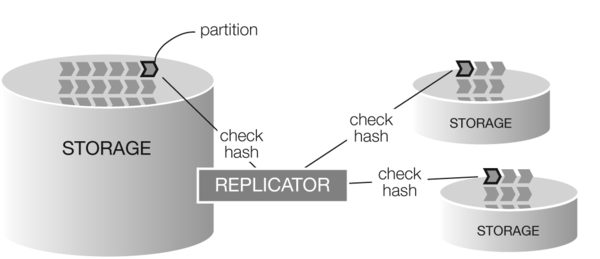 partition
STORAGE
check
hash
REPLICATOR
check
hash
check
hash
STORAGE
STORAGE